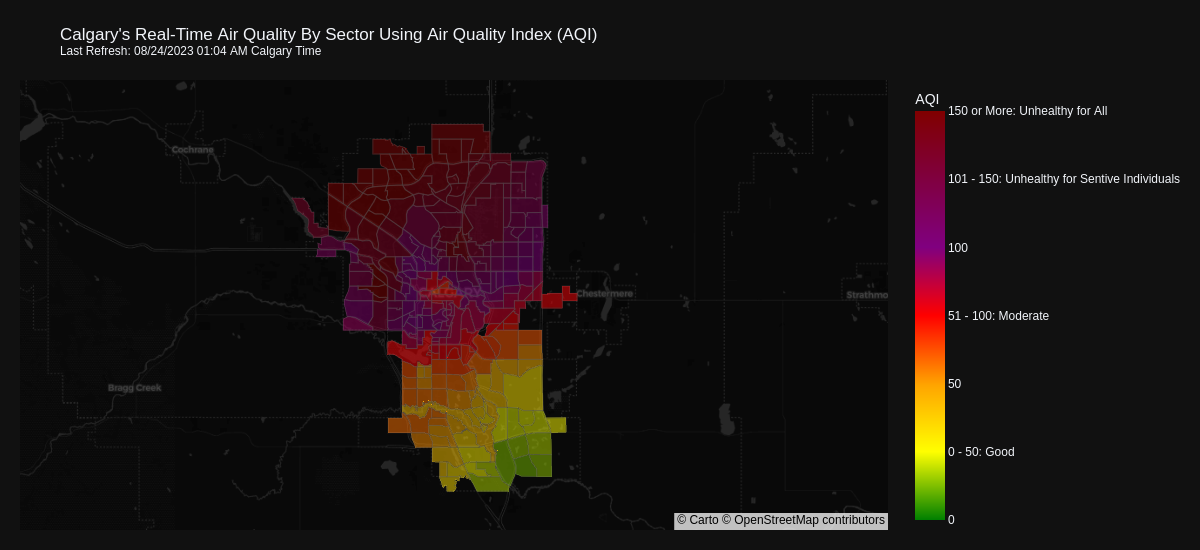 Calgary's Real-Time Air Quality By Sector Using Air Quality Index (AQI)
Last Refresh: 08/24/2023 01:04 AM Calgary Time
AQI
150 or More: Unhealthy for All
Cochrane
101 - 150: Unhealthy for Sentive Individuals
100
CALGARY
Chestermere
Strathmo
51 - 100: Moderate
50
Bragg Creek
0 - 50: Good
0
© Carto © OpenStreetMap contributors